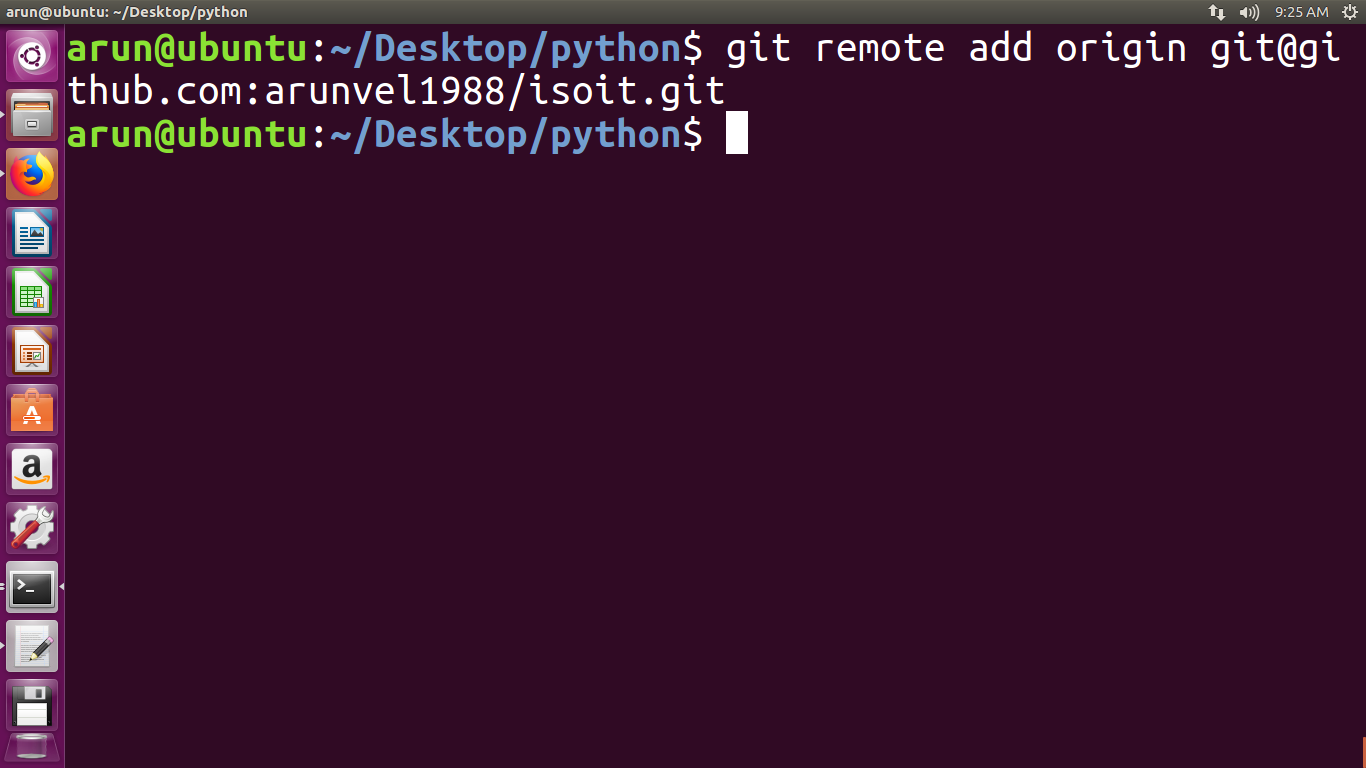 arun@ubuntu: ~/Desktop/python
9:25 AM
arun@ubuntu:~/Desktop/python$ git remote add origin git@gi
thub.com:arunvel1988/isoit.git
arun@ubuntu:~/Desktop/python$